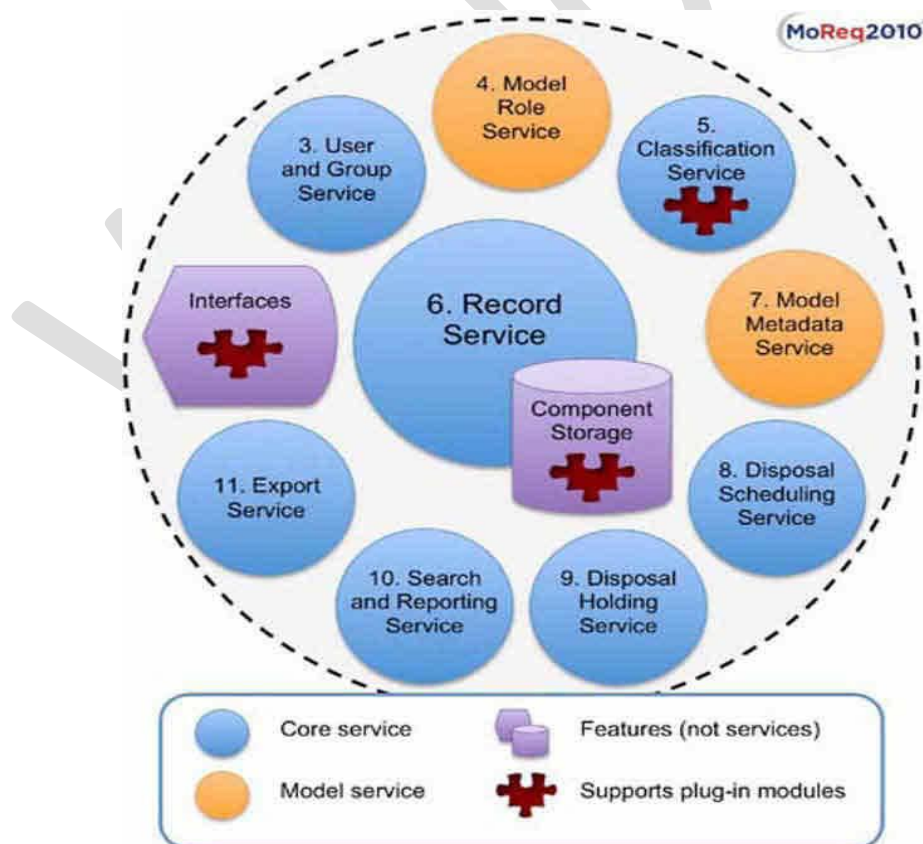 MoReq2010
4. Model
Role
Service
3. User
and Group
Service
5.
Classification
Service
Interfaces
6. Record
Service
7. Model
Metadata
Service
Component
Storage
11. Export
Service
8. Disposal
Scheduling
Service
10. Search
and Reporting
Service
9. Disposal
Holding
Service
Core service
Features (not services)
Model service
Supports plug-in modules